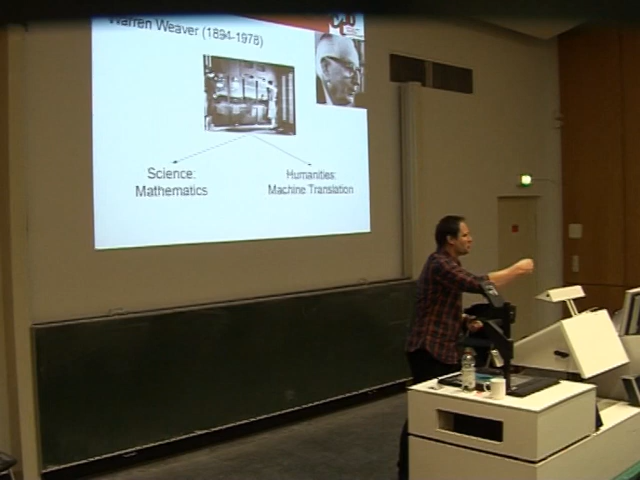 Warren Weaver (1894-1978)
Science:
Mathematics
Humanities:
Machine Translation